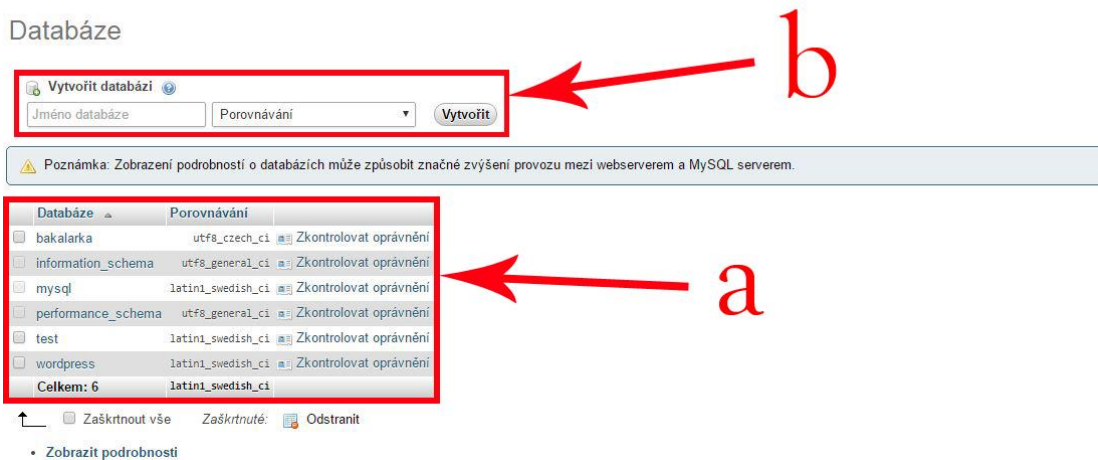 Databáze
b
Vytvořit databázi
Jméno databáze Porovnávání Vytvořit
Poznámka: Zobrazení podrobností o databázích může způsobit značné zvýšení provozu mezi webserverem a MySQL serverem.
Databáze Porovnávání
bakalarka utf8_czech_ci Zkontrolovat oprávnění
information_schema utf8_general_ci Zkontrolovat oprávnění
a
mysql latin1_swedish_ci Zkontrolovat oprávnění
performance_schema utf8_general_ci Zkontrolovat oprávnění
test latin1_swedish_ci Zkontrolovat oprávnění
wordpress latin1_swedish_ci Zkontrolovat oprávnění
Celkem: 6 latin1_swedish_ci
Zaškrtnout vše Zaškrtnuté: Odstranit
• Zobrazit podrobnosti